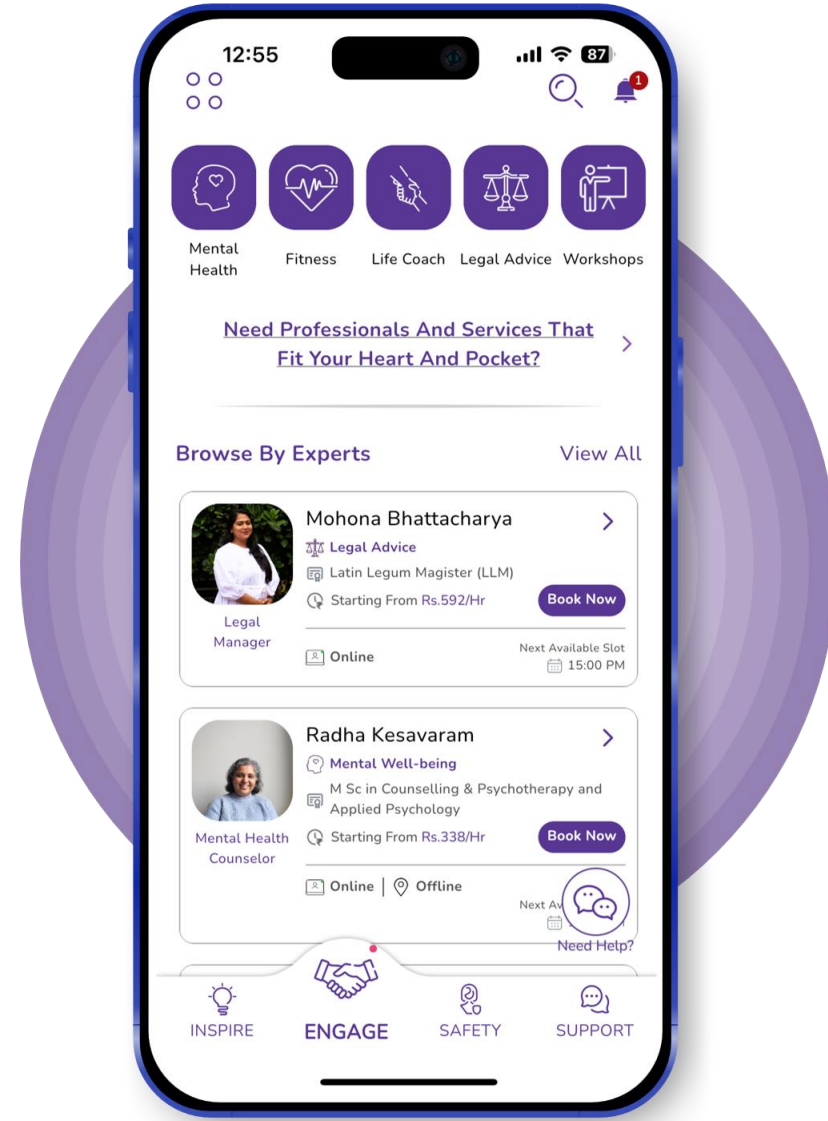 12:55
87
1
Mental
Health
Fitness
Life Coach
Legal Advice
Workshops
Need Professionals And Services That
Fit Your Heart And Pocket?
Browse By Experts
View All
Mohona Bhattacharya
Legal Advice
Latin Legum Magister (LLM)
Starting From Rs.592/Hr
Book Now
Legal
Manager
Online
Next Available Slot
15:00 PM
Radha Kesavaram
Mental Well-being
M Sc in Counselling & Psychotherapy and
Applied Psychology
Starting From Rs.338/Hr
Book Now
Mental Health
Counselor
Online | Offline
Next
Need Help?
INSPIRE
ENGAGE
SAFETY
SUPPORT